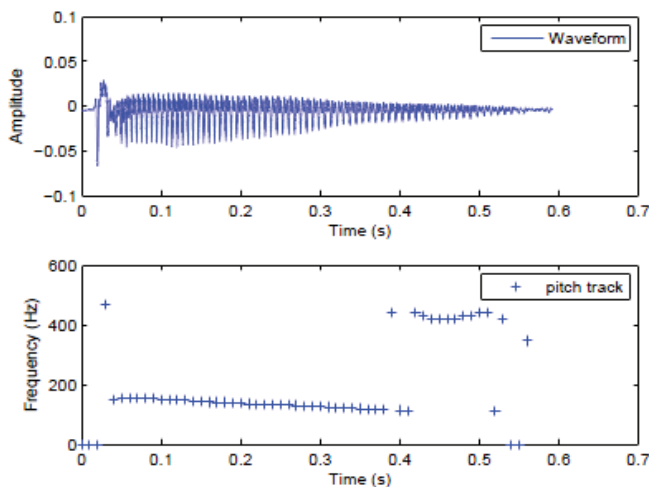 0.1
0.05
0
−0.05
−0.1
Amplitude
Waveform
0 0.1 0.2 0.3 0.4 0.5 0.6 0.7
Time (s)
600
400
200
0
Frequency (Hz)
pitch track
0 0.1 0.2 0.3 0.4 0.5 0.6 0.7
Time (s)